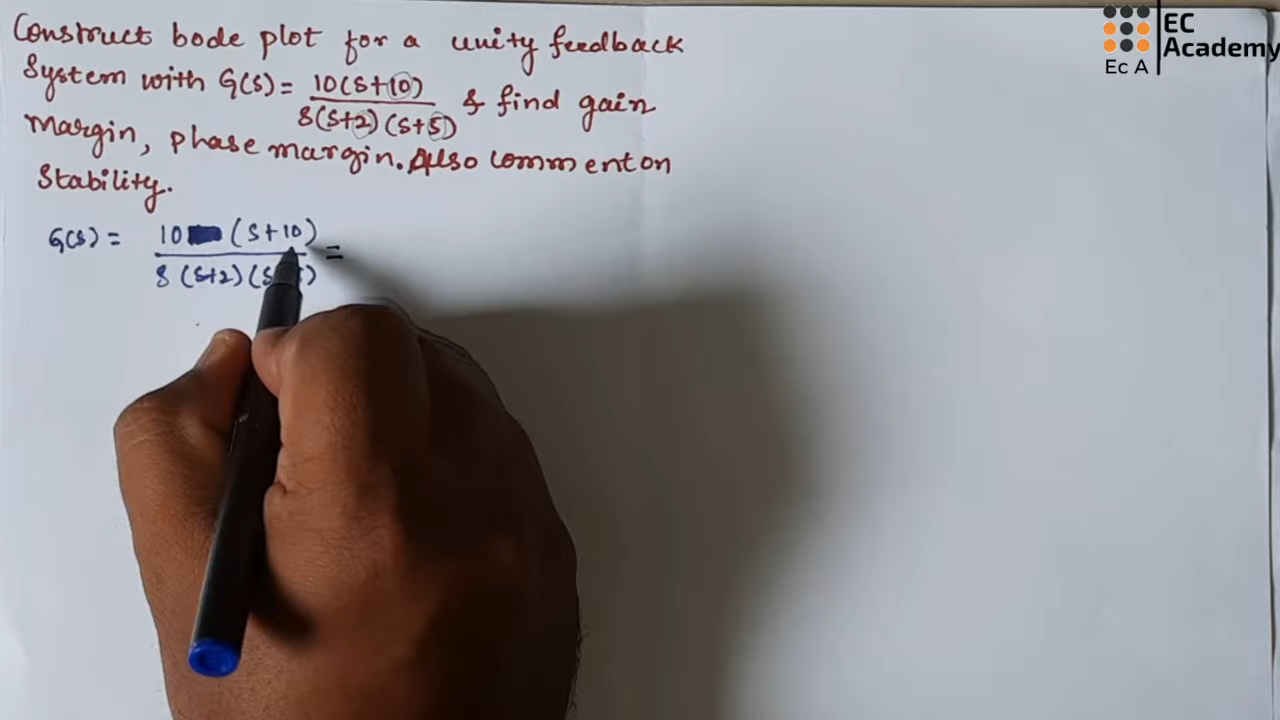 Construct bode plot for a unity feedback
System with G(S) = 10(S+10) & find gain
S(S+2)(S+5)
Margin, phase margin. Also comment on
Stability.
G(S) = 10 (S+10) =
S(S+2)(S
EC
Academy
Ec A